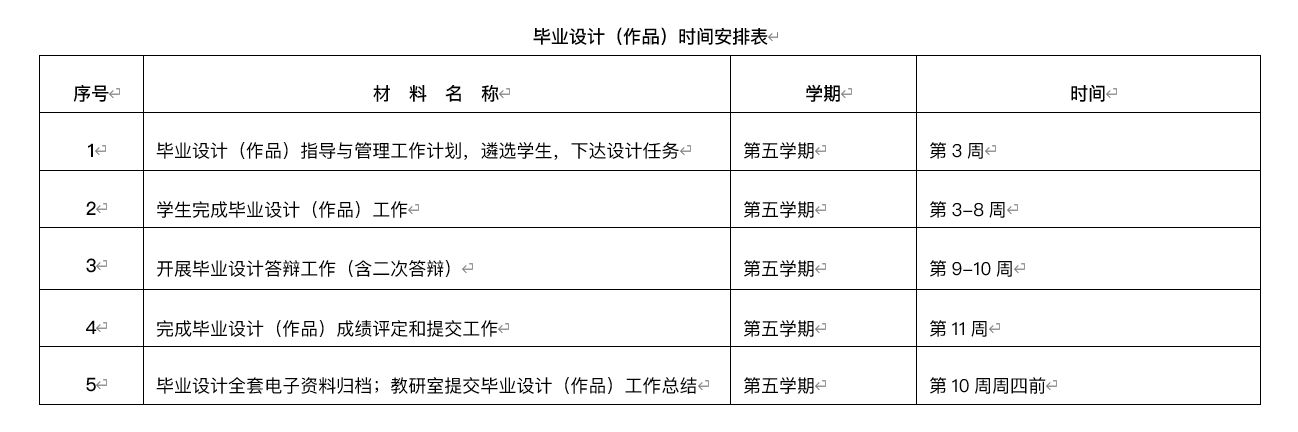 毕业设计（作品）时间安排表
序号 材 料 名 称 学期 时间
1 毕业设计（作品）指导与管理工作计划，遴选学生，下达设计任务 第五学期 第 3 周
2 学生完成毕业设计（作品）工作 第五学期 第 3–8 周
3 开展毕业设计答辩工作（含二次答辩） 第五学期 第 9–10 周
4 完成毕业设计（作品）成绩评定和提交工作 第五学期 第 11 周
5 毕业设计全套电子资料归档；教研室提交毕业设计（作品）工作总结 第五学期 第 10 周周四前